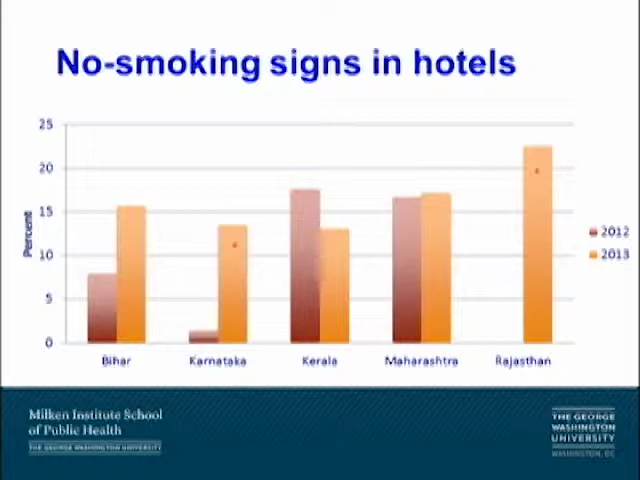 No-smoking signs in hotels
25
20
15
10
5
0
Percent
Bihar
Karnataka
Kerala
Maharashtra
Rajasthan
2012
2013
Milken Institute School
of Public Health
THE GEORGE WASHINGTON UNIVERSITY
THE GEORGE
WASHINGTON
UNIVERSITY
WASHINGTON, DC